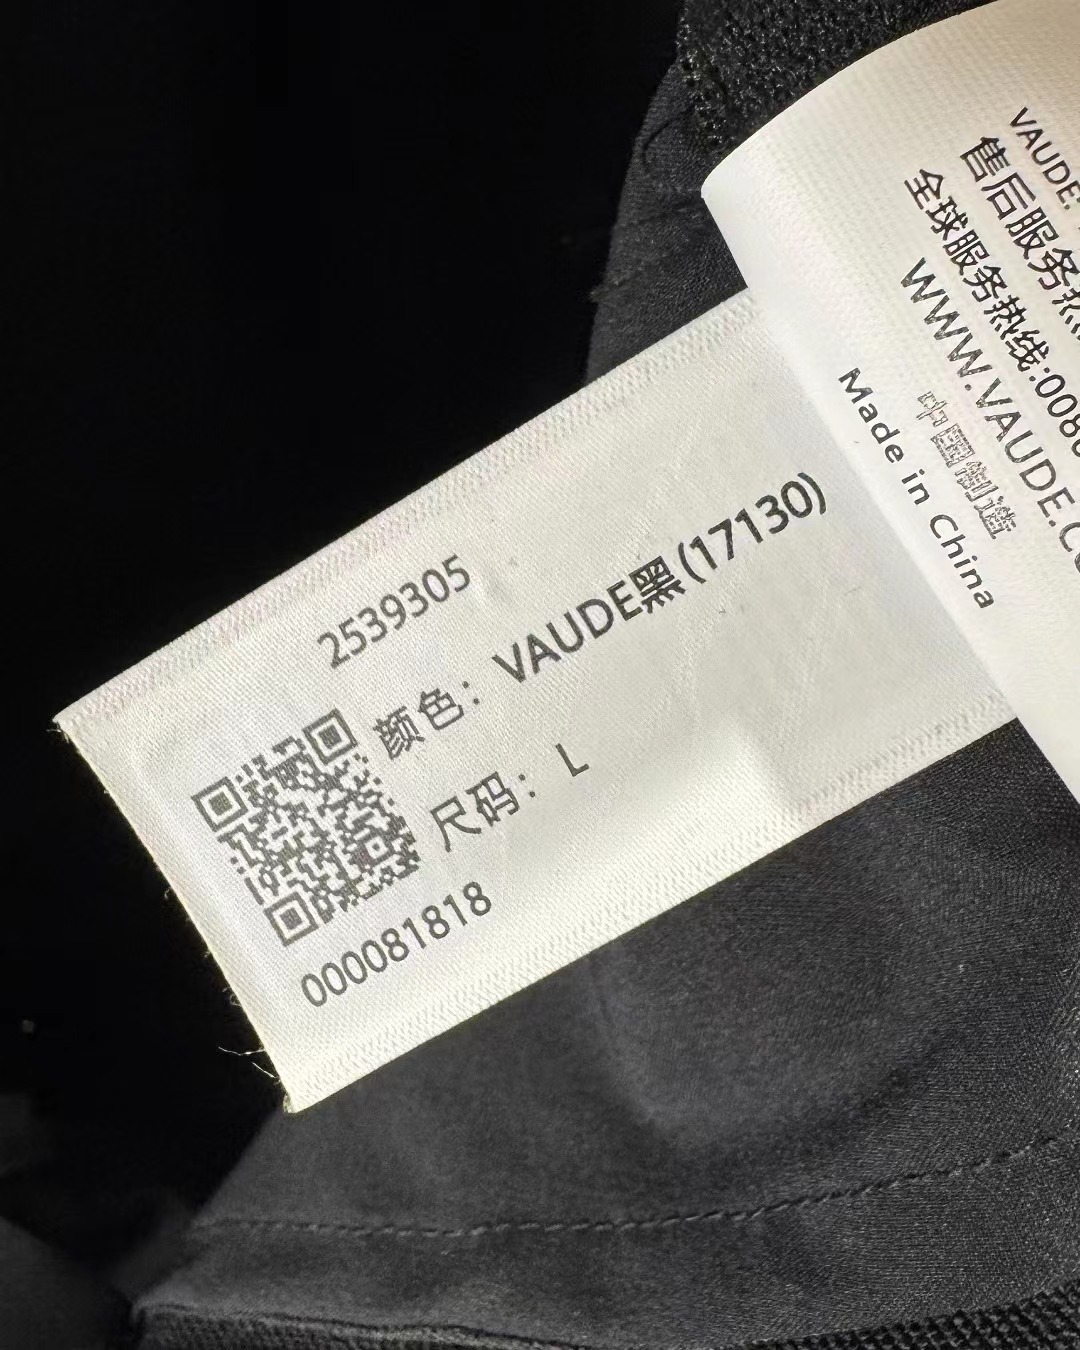 2539305
颜色：VAUDE黑(17130)
尺码：L
000081818
VAUDE
售后服务热
全球服务热线:0086
WWW.VAUDE.C
中国制造
Made in China